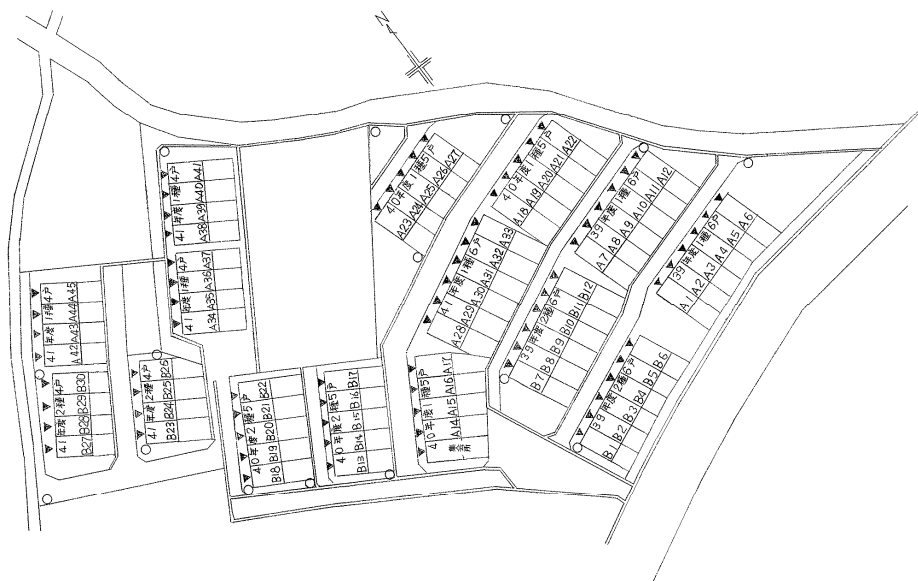 N
41年度1種4戸
A38 A39 A40 A41
41年度1種4戸
A34 A35 A36 A37
41年度1種4戸
A42 A43 A44 A45
41年度2種4戸
B27 B28 B29 B30
41年度2種4戸
B23 B24 B25 B26
40年度2種5戸
B18 B19 B20 B21 B22
40年度2種5戸
B13 B14 B15 B16 B17
40年度1種5戸
集会所 A14 A15 A16 A17
40年度1種5戸
A23 A24 A25 A26 A27
41年度1種6戸
A28 A29 A30 A31 A32 A33
40年度1種5戸
A18 A19 A20 A21 A22
39年度1種6戸
A7 A8 A9 A10 A11 A12
39年度2種6戸
B7 B8 B9 B10 B11 B12
39年度1種6戸
A1 A2 A3 A4 A5 A6
39年度2種6戸
B1 B2 B3 B4 B5 B6